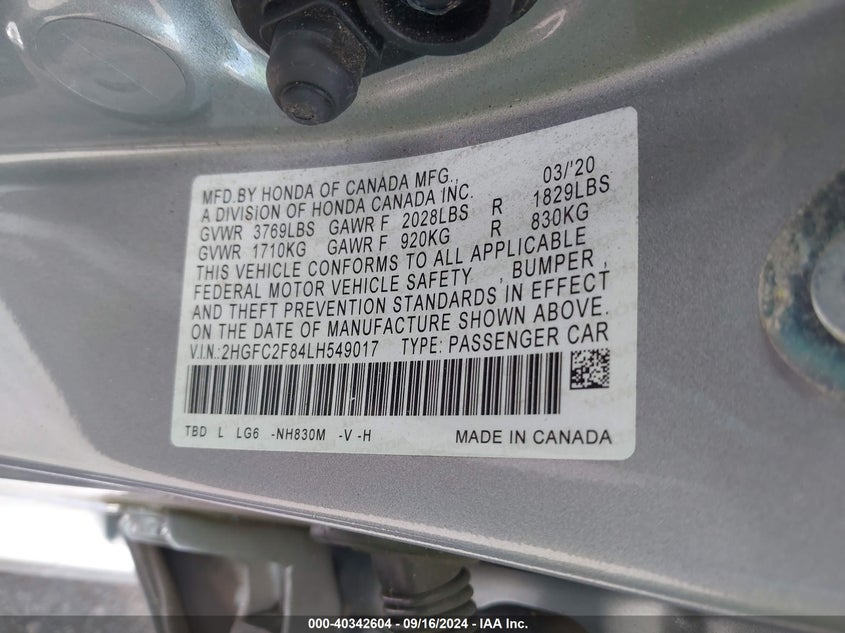 MFD.BY HONDA OF CANADA MFG., 03/'20
A DIVISION OF HONDA CANADA INC.
GVWR 3769LBS GAWR F 2028LBS R 1829LBS
GVWR 1710KG GAWR F 920KG R 830KG
THIS VEHICLE CONFORMS TO ALL APPLICABLE
FEDERAL MOTOR VEHICLE SAFETY , BUMPER ,
AND THEFT PREVENTION STANDARDS IN EFFECT
ON THE DATE OF MANUFACTURE SHOWN ABOVE.
V.I.N.:2HGFC2F84LH549017 TYPE: PASSENGER CAR
TBD L LG6 -NH830M -V -H MADE IN CANADA
000-40342604 - 09/16/2024 - IAA Inc.